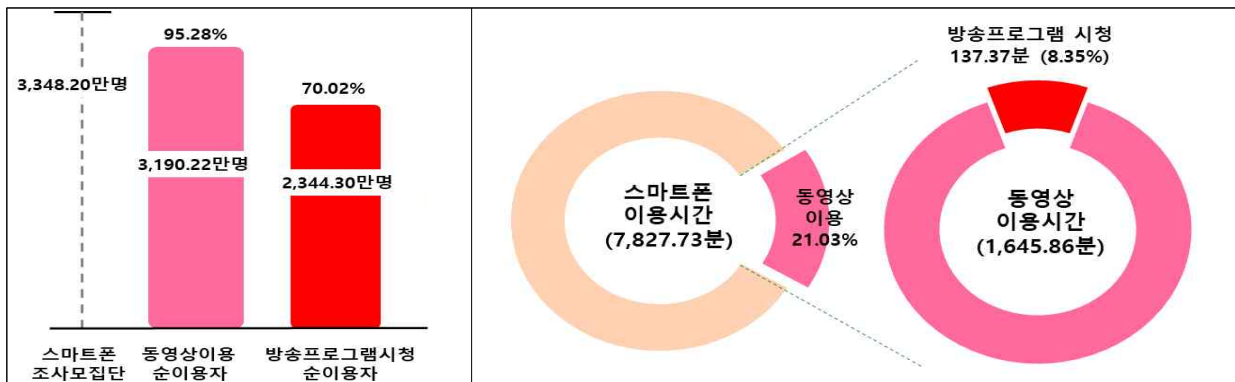 95.28%
3,348.20만명
70.02%
3,190.22만명
2,344.30만명
스마트폰
조사모집단
동영상이용
순이용자
방송프로그램시청
순이용자
방송프로그램 시청
137.37분 (8.35%)
스마트폰
이용시간
(7,827.73분)
동영상
이용
21.03%
동영상
이용시간
(1,645.86분)